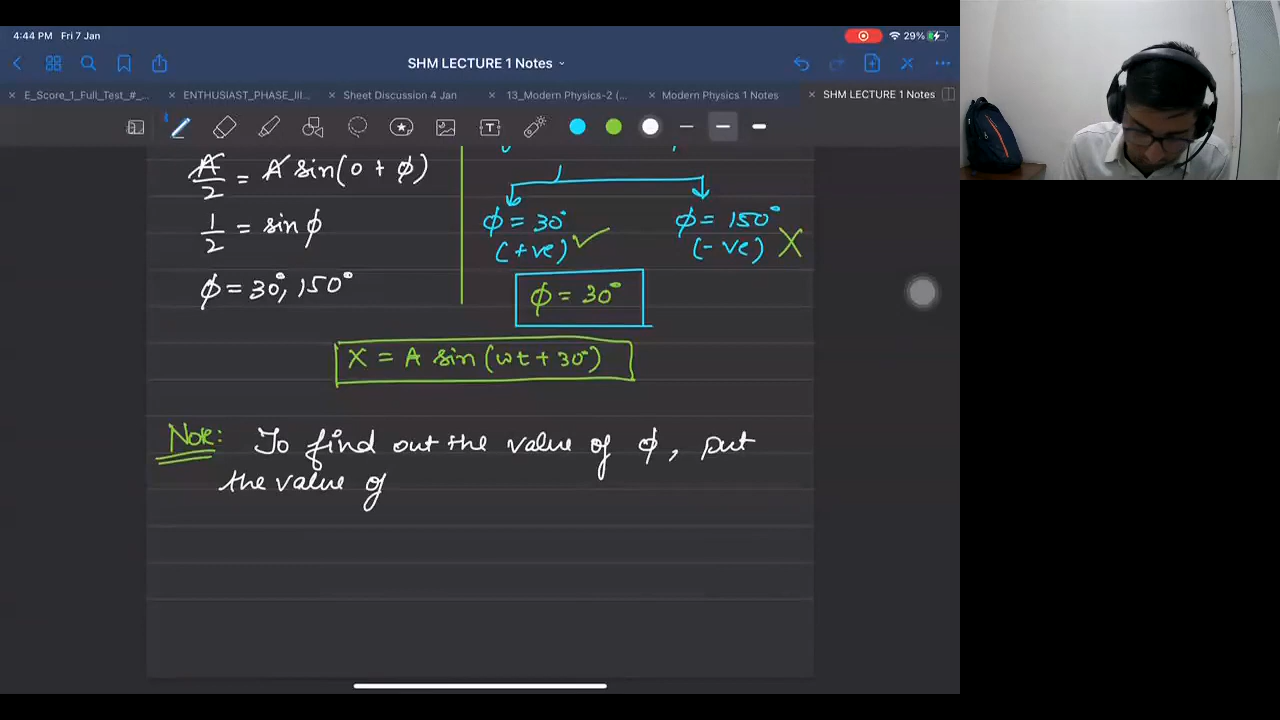 4:44 PM Fri 7 Jan
29%
SHM LECTURE 1 Notes
E_Score_1_Full_Test_#_...
ENTHUSIAST_PHASE_III...
Sheet Discussion 4 Jan
13_Modern Physics-2 (...
Modern Physics 1 Notes
SHM LECTURE 1 Notes
A/2 = A sin(0 + φ)
1/2 = sin φ
φ = 30°, 150°
φ = 30° φ = 150°
(+ve) ✓ (-ve) X
φ = 30°
X = A sin(ωt + 30°)
Note: To find out the value of φ, put
the value of